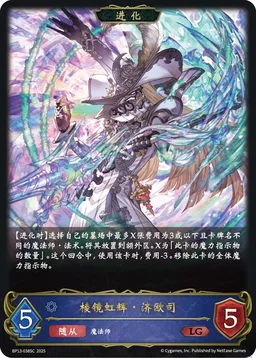 进化
【进化时】选择自己的墓场中最多X张费用为3或以下且卡牌名不
同的魔法师·法术。将其放置到额外区。X为「此卡的魔力指示物
的数量」。这个回合中，使用该卡时，费用-3。移除此卡的全体魔
力指示物。
棱镜虹辉·济欧司
5
5
随从 魔法师
LG
BP13-038SC 2025
© Cygames, Inc. Published by NetEase Games